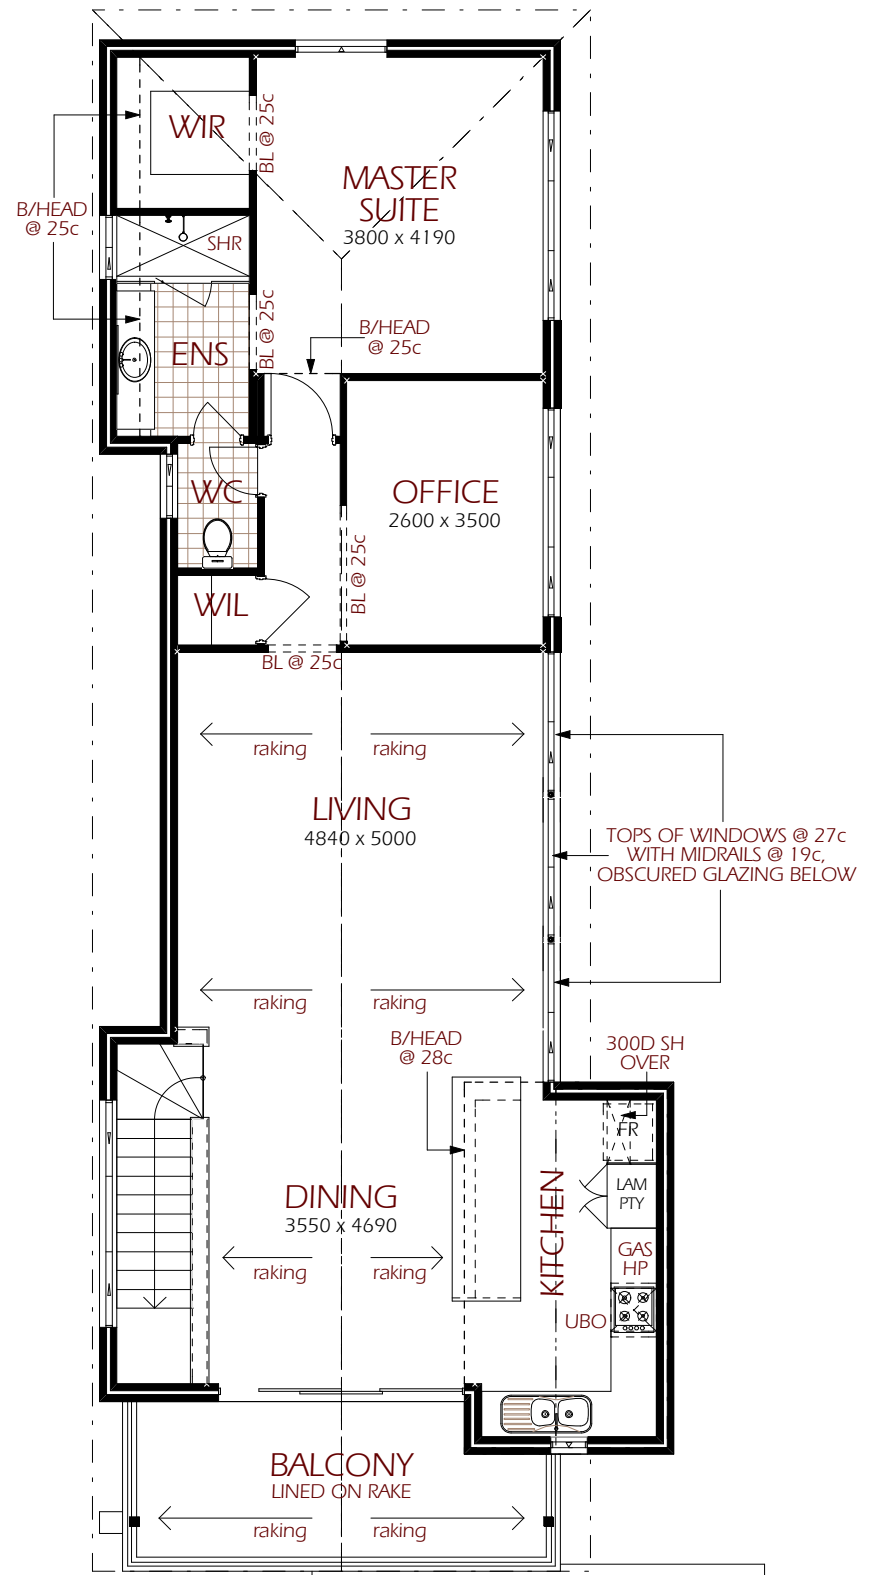 WIR
BL @ 25c
MASTER
SUITE
3800 x 4190
B/HEAD
@ 25c
SHR
BL @ 25c
B/HEAD
@ 25c
ENS
WC
OFFICE
2600 x 3500
BL @ 25c
WIL
BL @ 25c
raking
raking
LIVING
4840 x 5000
TOPS OF WINDOWS @ 27c
WITH MIDRAILS @ 19c,
OBSCURED GLAZING BELOW
raking
raking
B/HEAD
@ 28c
300D SH
OVER
FR
LAM
PTY
KITCHEN
DINING
3550 x 4690
GAS
HP
raking
raking
UBO
BALCONY
LINED ON RAKE
raking
raking